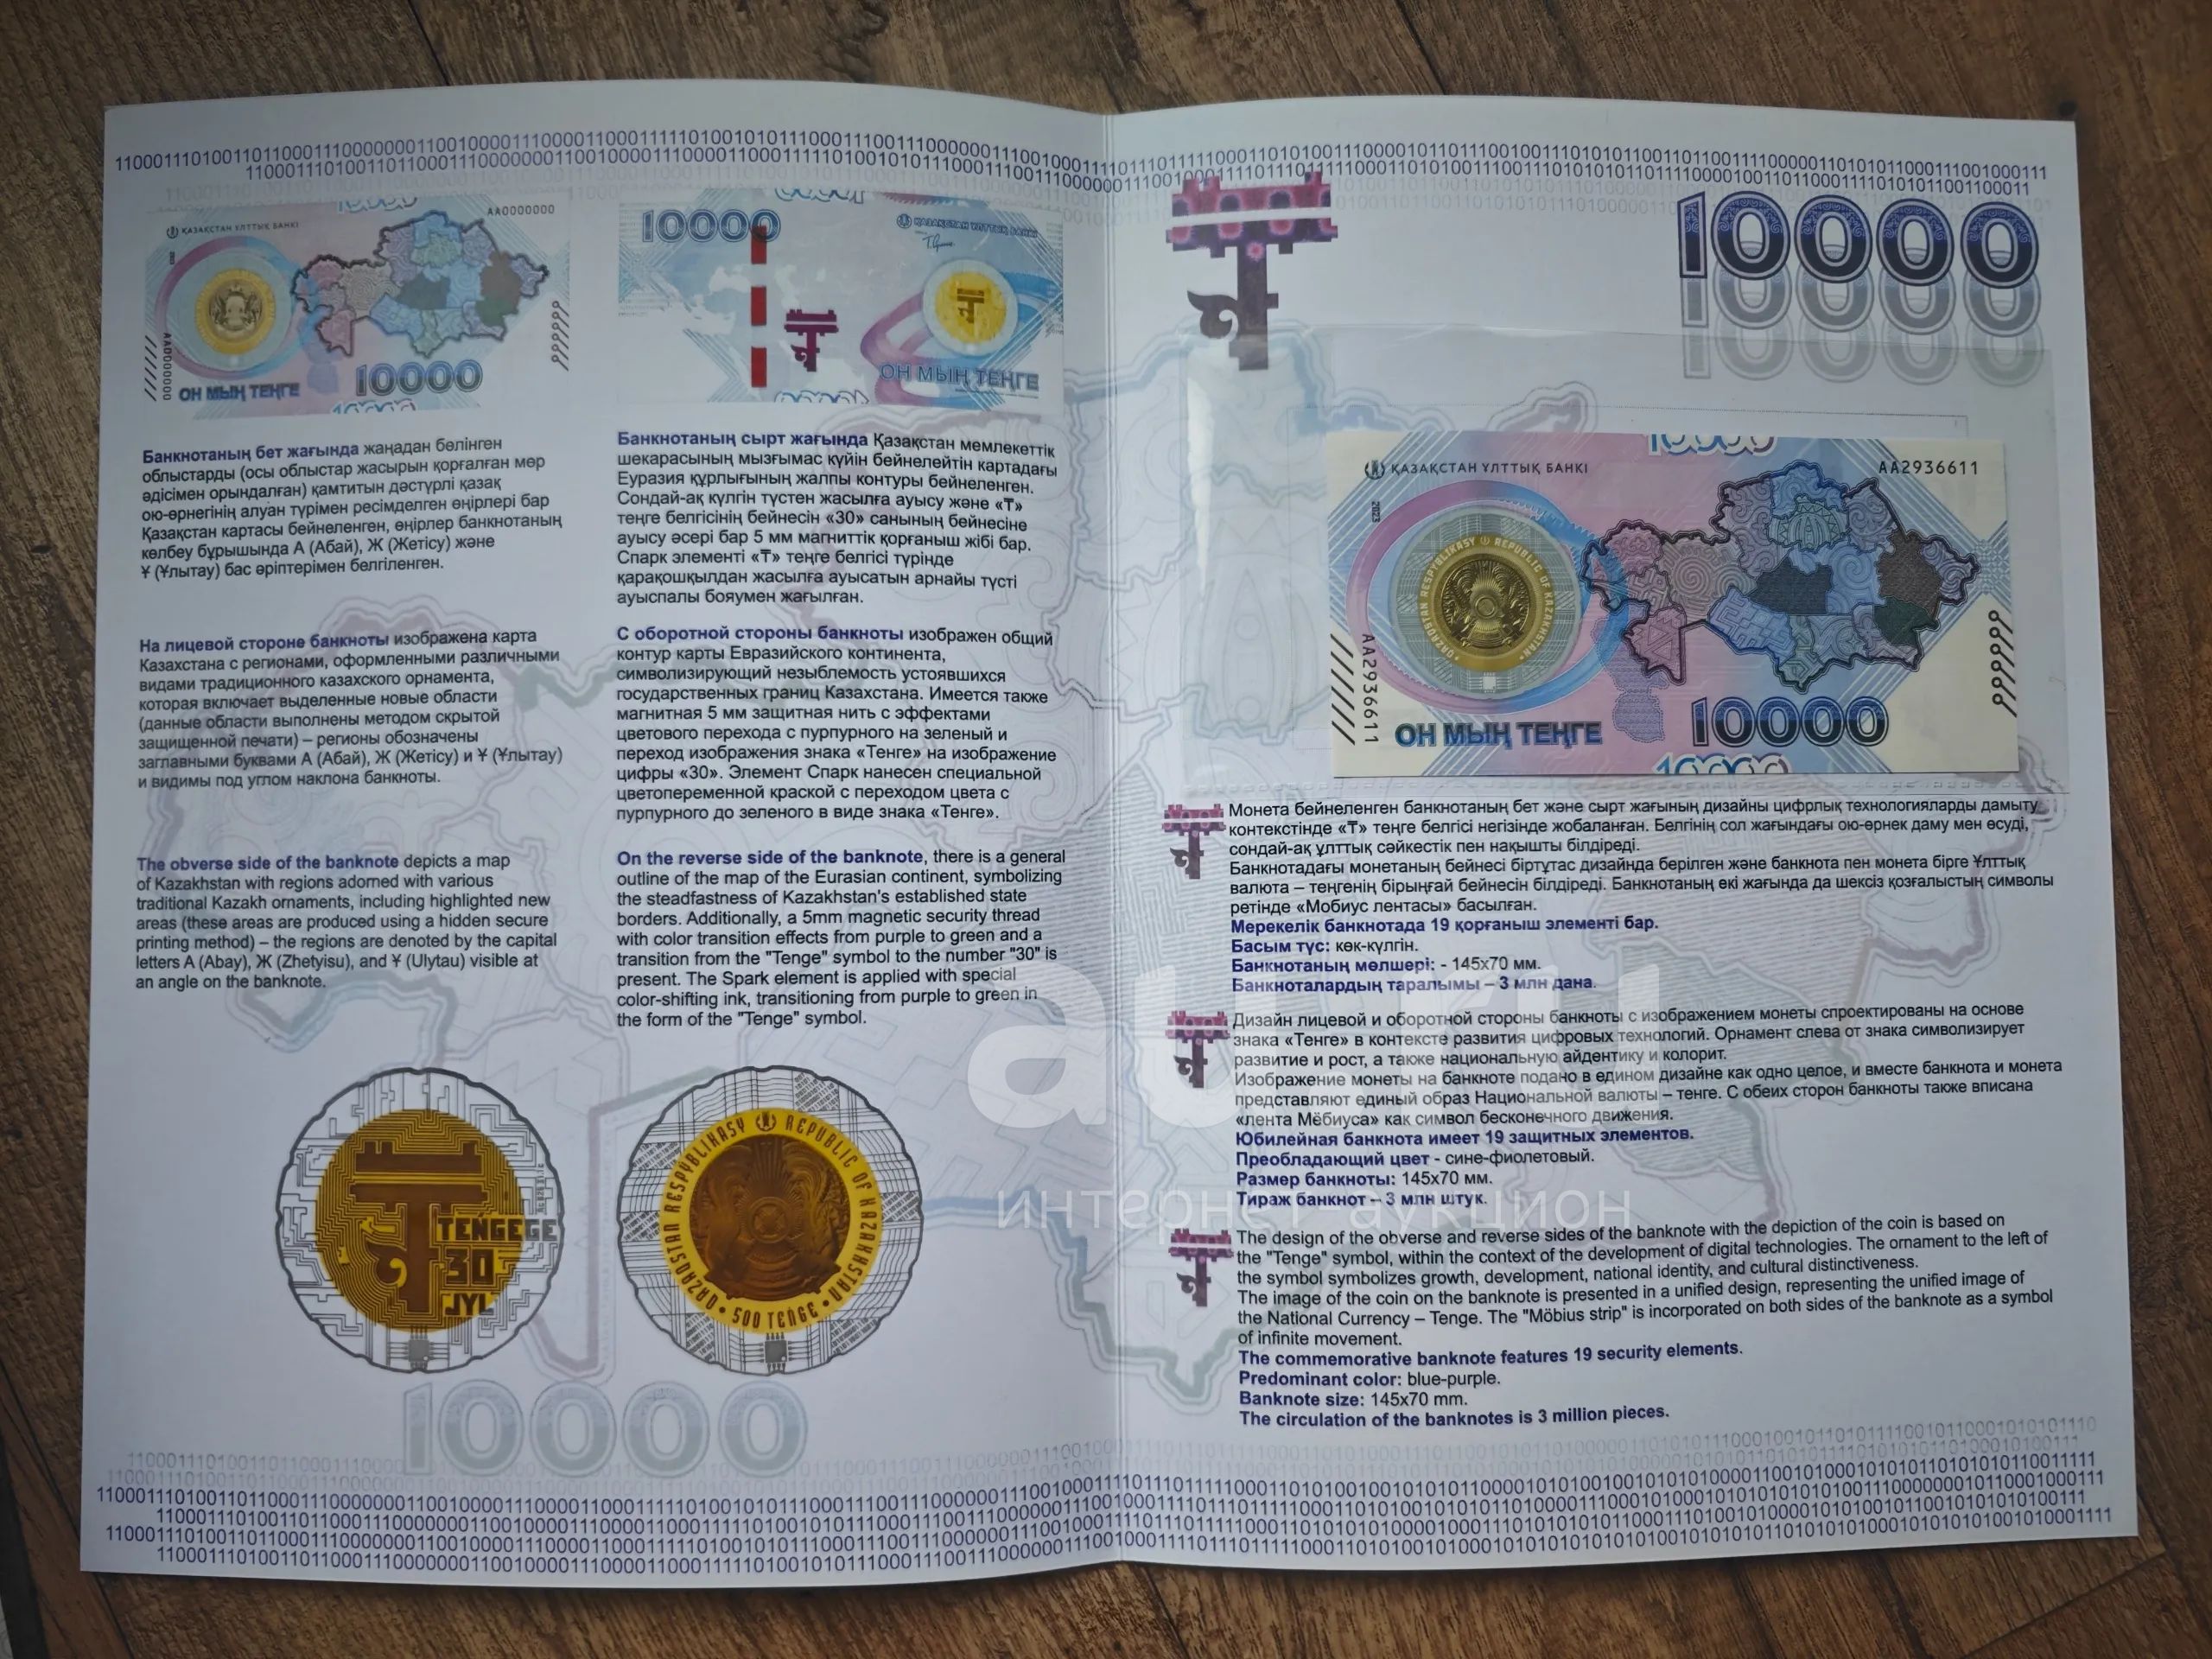 ҚАЗАҚСТАН ҰЛТТЫҚ БАНКІ
АА0000000
АА0000000
ОН МЫҢ ТЕҢГЕ
10000
10000
ҚАЗАҚСТАН ҰЛТТЫҚ БАНКІ
ОН МЫҢ ТЕҢГЕ
Банкнотаның бет жағында жаңадан бөлінген
облыстарды (осы облыстар жасырын қорғалған мөр
әдісімен орындалған) қамтитын дәстүрлі қазақ
ою-өрнегінің алуан түрімен ресімделген өңірлері бар
Қазақстан картасы бейнеленген, өңірлер банкнотаның
көлбеу бұрышында А (Абай), Ж (Жетісу) және
Ұ (Ұлытау) бас әріптерімен белгіленген.
На лицевой стороне банкноты изображена карта
Казахстана с регионами, оформленными различными
видами традиционного казахского орнамента,
которая включает выделенные новые области
(данные области выполнены методом скрытой
защищенной печати) – регионы обозначены
заглавными буквами А (Абай), Ж (Жетісу) и Ұ (Ұлытау)
и видимы под углом наклона банкноты.
The obverse side of the banknote depicts a map
of Kazakhstan with regions adorned with various
traditional Kazakh ornaments, including highlighted new
areas (these areas are produced using a hidden secure
printing method) – the regions are denoted by the capital
letters А (Abay), Ж (Zhetyisu), and Ұ (Ulytau) visible at
an angle on the banknote.
Банкнотаның сырт жағында Қазақстан мемлекеттік
шекарасының мызғымас күйін бейнелейтін картадағы
Еуразия құрлығының жалпы контуры бейнеленген.
Сондай-ақ күлгін түстен жасылға ауысу және «₸»
теңге белгісінің бейнесін «30» санының бейнесіне
ауысу әсері бар 5 мм магниттік қорғаныш жібі бар.
Спарк элементі «₸» теңге белгісі түрінде
қарақошқылдан жасылға ауысатын арнайы түсті
ауыспалы бояумен жағылған.
С оборотной стороны банкноты изображен общий
контур карты Евразийского континента,
символизирующий незыблемость устоявшихся
государственных границ Казахстана. Имеется также
магнитная 5 мм защитная нить с эффектами
цветового перехода с пурпурного на зеленый и
переход изображения знака «Тенге» на изображение
цифры «30». Элемент Спарк нанесен специальной
цветопеременной краской с переходом цвета с
пурпурного до зеленого в виде знака «Тенге».
On the reverse side of the banknote, there is a general
outline of the map of the Eurasian continent, symbolizing
the steadfastness of Kazakhstan's established state
borders. Additionally, a 5mm magnetic security thread
with color transition effects from purple to green and a
transition from the "Tenge" symbol to the number "30" is
present. The Spark element is applied with special
color-shifting ink, transitioning from purple to green in
the form of the "Tenge" symbol.
TEŃGEGE
30
JYL
QAZAQSTAN RESPÝBLIKASY REPUBLIC OF KAZAKHSTAN
• 500 TEŃGE •
10000
10000
ҚАЗАҚСТАН ҰЛТТЫҚ БАНКІ
АА2936611
2023
QAZAQSTAN RESPÝBLIKASY REPUBLIC OF KAZAKHSTAN
АА2936611
ОН МЫҢ ТЕҢГЕ
10000
Монета бейнеленген банкнотаның бет және сырт жағының дизайны цифрлық технологияларды дамыту
контекстінде «₸» теңге белгісі негізінде жобаланған. Белгінің сол жағындағы ою-өрнек даму мен өсуді,
сондай-ақ ұлттық сәйкестік пен нақышты білдіреді.
Банкнотадағы монетаның бейнесі біртұтас дизайнда берілген және банкнота пен монета бірге Ұлттық
валюта – теңгенің бірыңғай бейнесін білдіреді. Банкнотаның екі жағында да шексіз қозғалыстың символы
ретінде «Мобиус лентасы» басылған.
Мерекелік банкнотада 19 қорғаныш элементі бар.
Басым түс: көк-күлгін.
Банкнотаның мөлшері: - 145x70 мм.
Банкноталардың таралымы – 3 млн дана.
Дизайн лицевой и оборотной стороны банкноты с изображением монеты спроектированы на основе
знака «Тенге» в контексте развития цифровых технологий. Орнамент слева от знака символизирует
развитие и рост, а также национальную айдентику и колорит.
Изображение монеты на банкноте подано в едином дизайне как одно целое, и вместе банкнота и монета
представляют единый образ Национальной валюты – тенге. С обеих сторон банкноты также вписана
«лента Мёбиуса» как символ бесконечного движения.
Юбилейная банкнота имеет 19 защитных элементов.
Преобладающий цвет - сине-фиолетовый.
Размер банкноты: 145x70 мм.
Тираж банкнот – 3 млн штук.
The design of the obverse and reverse sides of the banknote with the depiction of the coin is based on
the "Tenge" symbol, within the context of the development of digital technologies. The ornament to the left of
the symbol symbolizes growth, development, national identity, and cultural distinctiveness.
The image of the coin on the banknote is presented in a unified design, representing the unified image of
the National Currency – Tenge. The "Möbius strip" is incorporated on both sides of the banknote as a symbol
of infinite movement.
The commemorative banknote features 19 security elements.
Predominant color: blue-purple.
Banknote size: 145x70 mm.
The circulation of the banknotes is 3 million pieces.
au.ru
интернет-аукцион